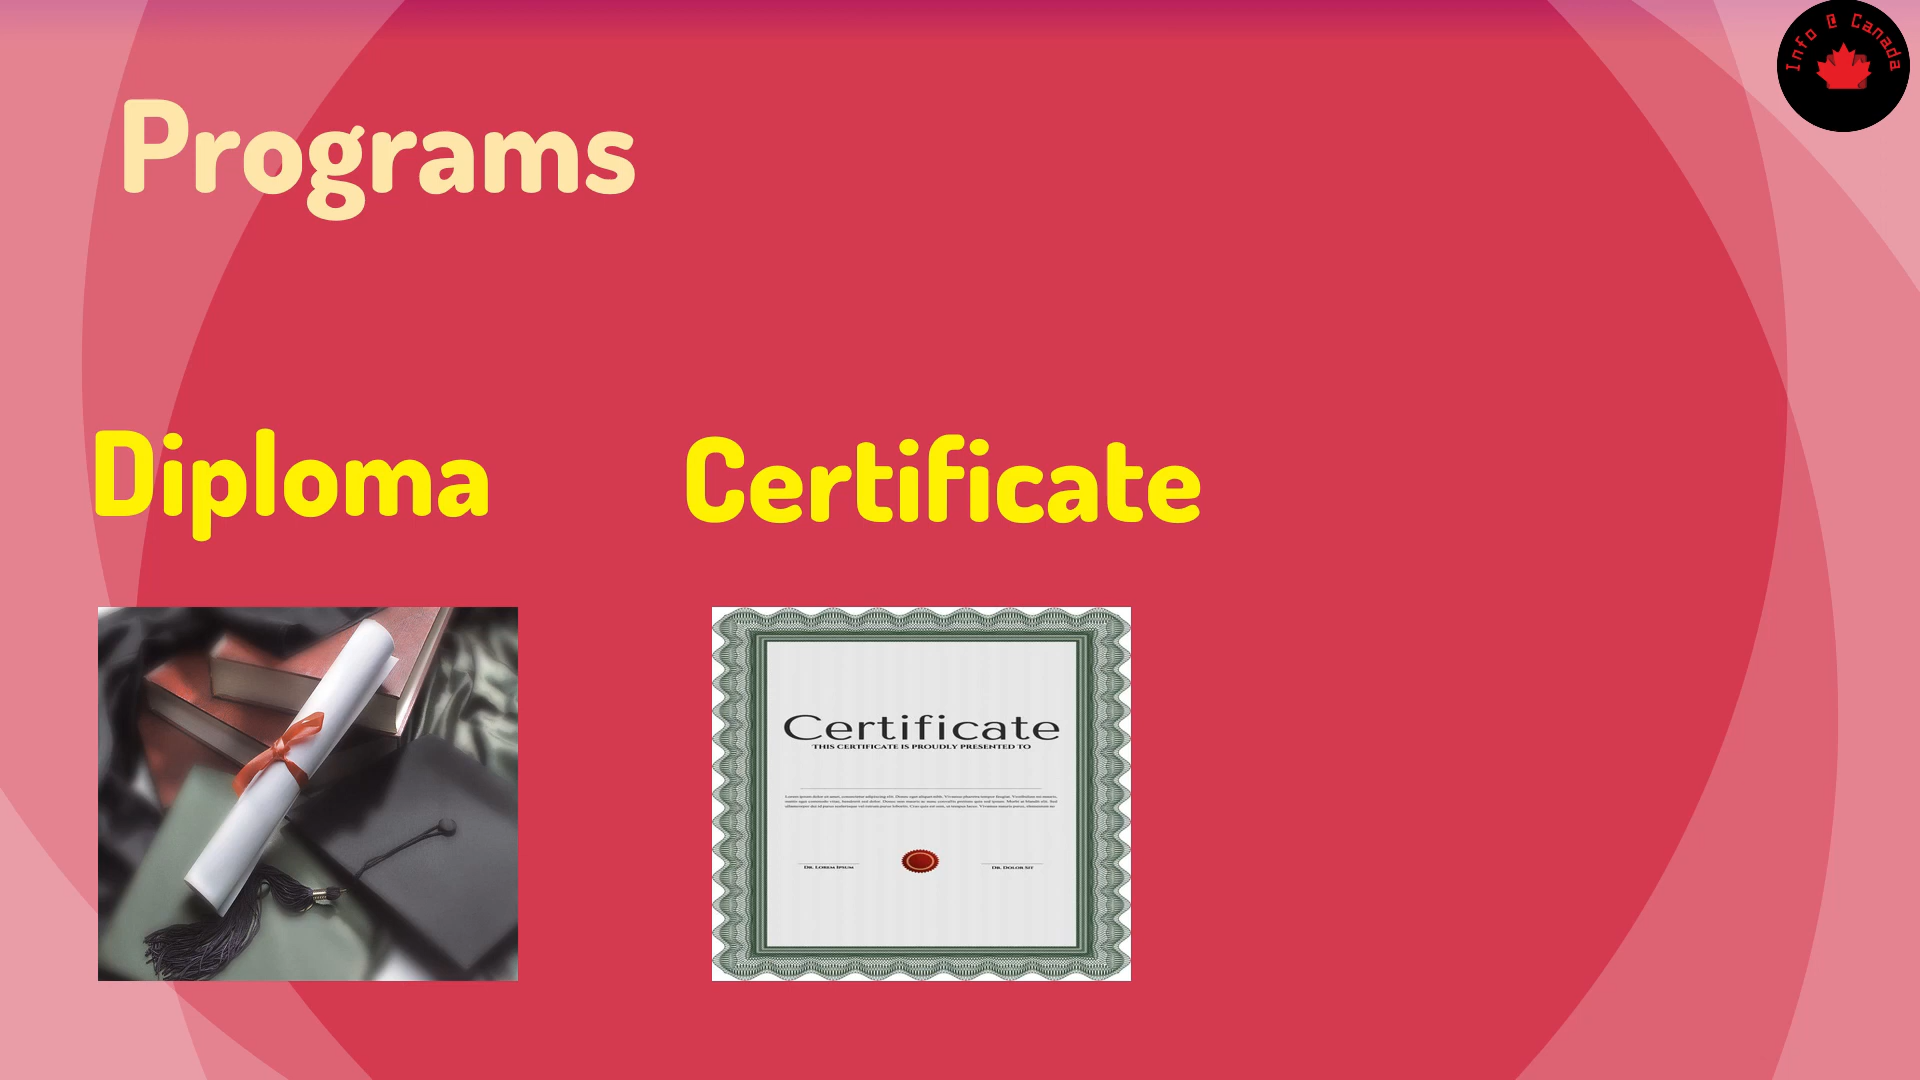 Info @ Canada
Programs
Diploma
Certificate
Certificate
THIS CERTIFICATE IS PROUDLY PRESENTED TO
Dr. Lorem Ipsum
Dr. Dolor Sit